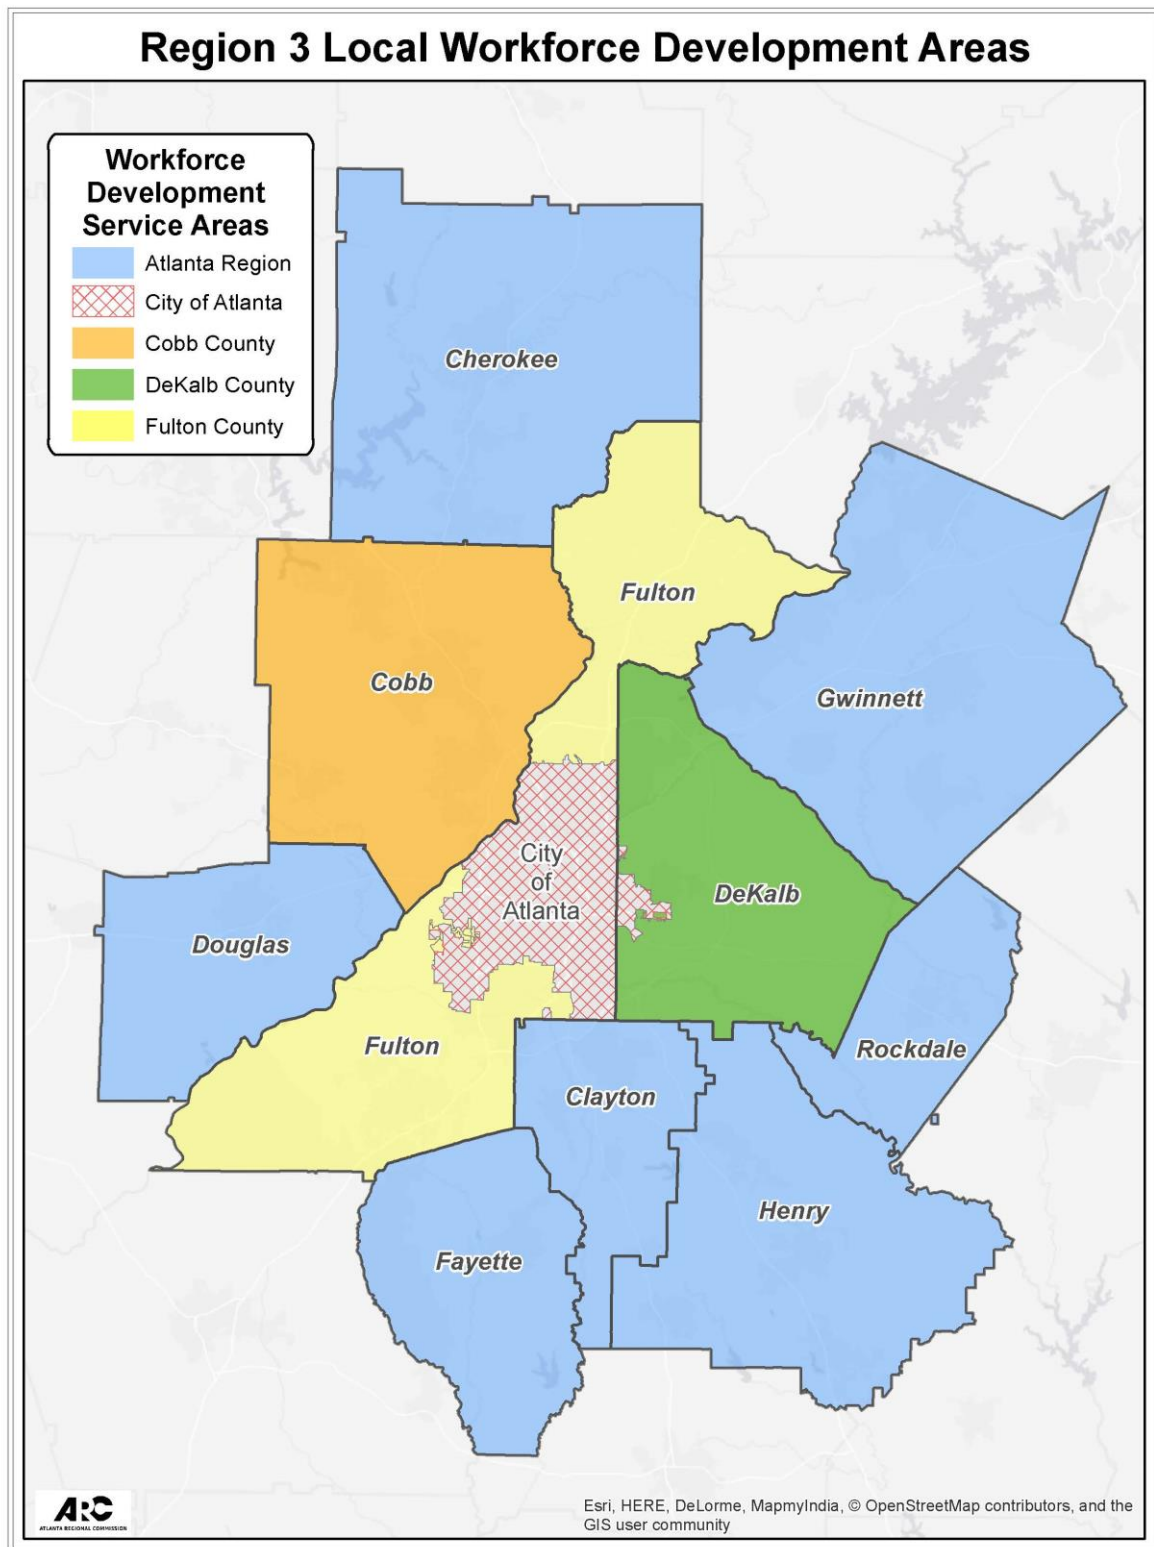 Region 3 Local Workforce Development Areas
Workforce
Development
Service Areas
Atlanta Region
City of Atlanta
Cobb County
DeKalb County
Fulton County
Cherokee
Fulton
Cobb
Gwinnett
City
of
Atlanta
DeKalb
Douglas
Fulton
Rockdale
Clayton
Henry
Fayette
ARC
ATLANTA REGIONAL COMMISSION
Esri, HERE, DeLorme, MapmyIndia, © OpenStreetMap contributors, and the
GIS user community